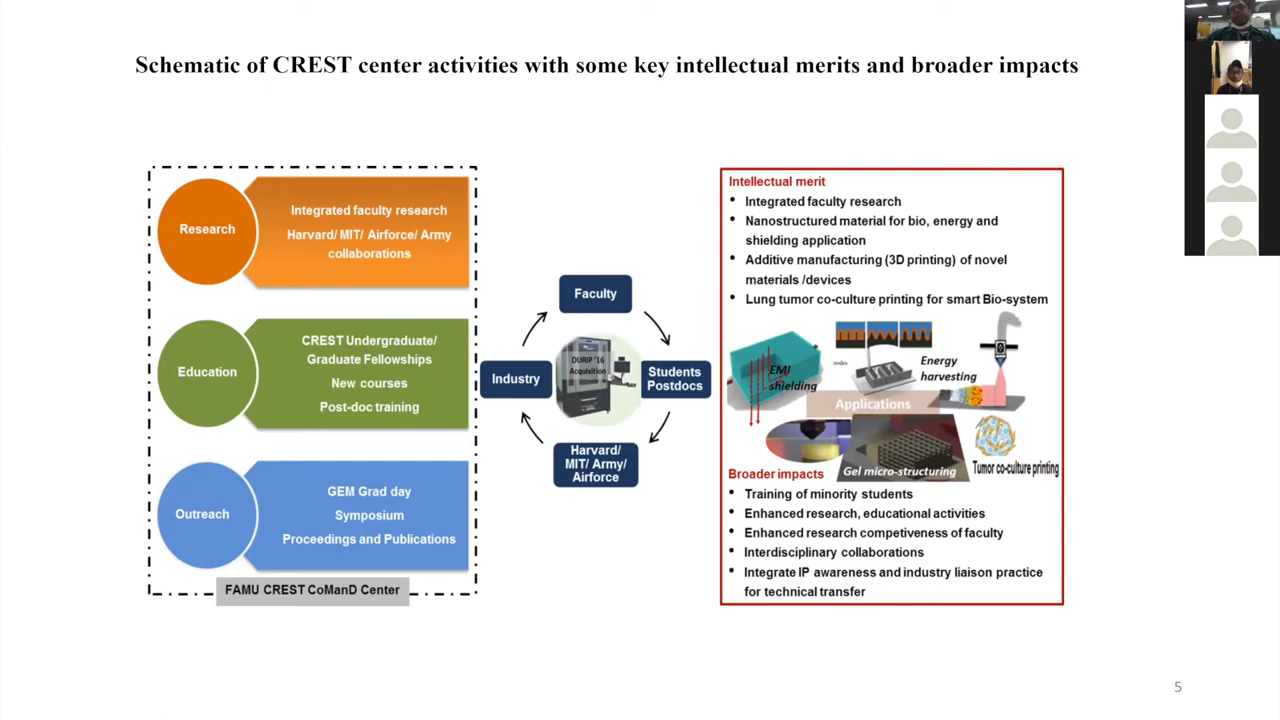 Schematic of CREST center activities with some key intellectual merits and broader impacts
Research
Integrated faculty research
Harvard/ MIT/ Airforce/ Army
collaborations
Education
CREST Undergraduate/
Graduate Fellowships
New courses
Post-doc training
Outreach
GEM Grad day
Symposium
Proceedings and Publications
FAMU CREST CoManD Center
Faculty
Industry
DURIP '16
Acquisition
Students
Postdocs
Harvard/
MIT/ Army/
Airforce
Intellectual merit
• Integrated faculty research
• Nanostructured material for bio, energy and
shielding application
• Additive manufacturing (3D printing) of novel
materials /devices
• Lung tumor co-culture printing for smart Bio-system
EMI
shielding
Energy
harvesting
Applications
Gel micro-structuring
Tumor co-culture printing
Broader impacts
• Training of minority students
• Enhanced research, educational activities
• Enhanced research competiveness of faculty
• Interdisciplinary collaborations
• Integrate IP awareness and industry liaison practice
for technical transfer
5